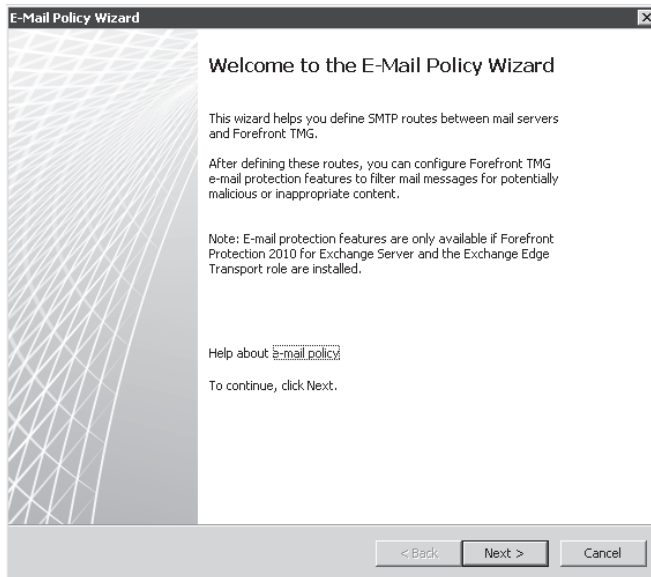 E-Mail Policy Wizard
Welcome to the E-Mail Policy Wizard
This wizard helps you define SMTP routes between mail servers
and Forefront TMG.
After defining these routes, you can configure Forefront TMG
e-mail protection features to filter mail messages for potentially
malicious or inappropriate content.
Note: E-mail protection features are only available if Forefront
Protection 2010 for Exchange Server and the Exchange Edge
Transport role are installed.
Help about e-mail policy
To continue, click Next.
< Back Next > Cancel